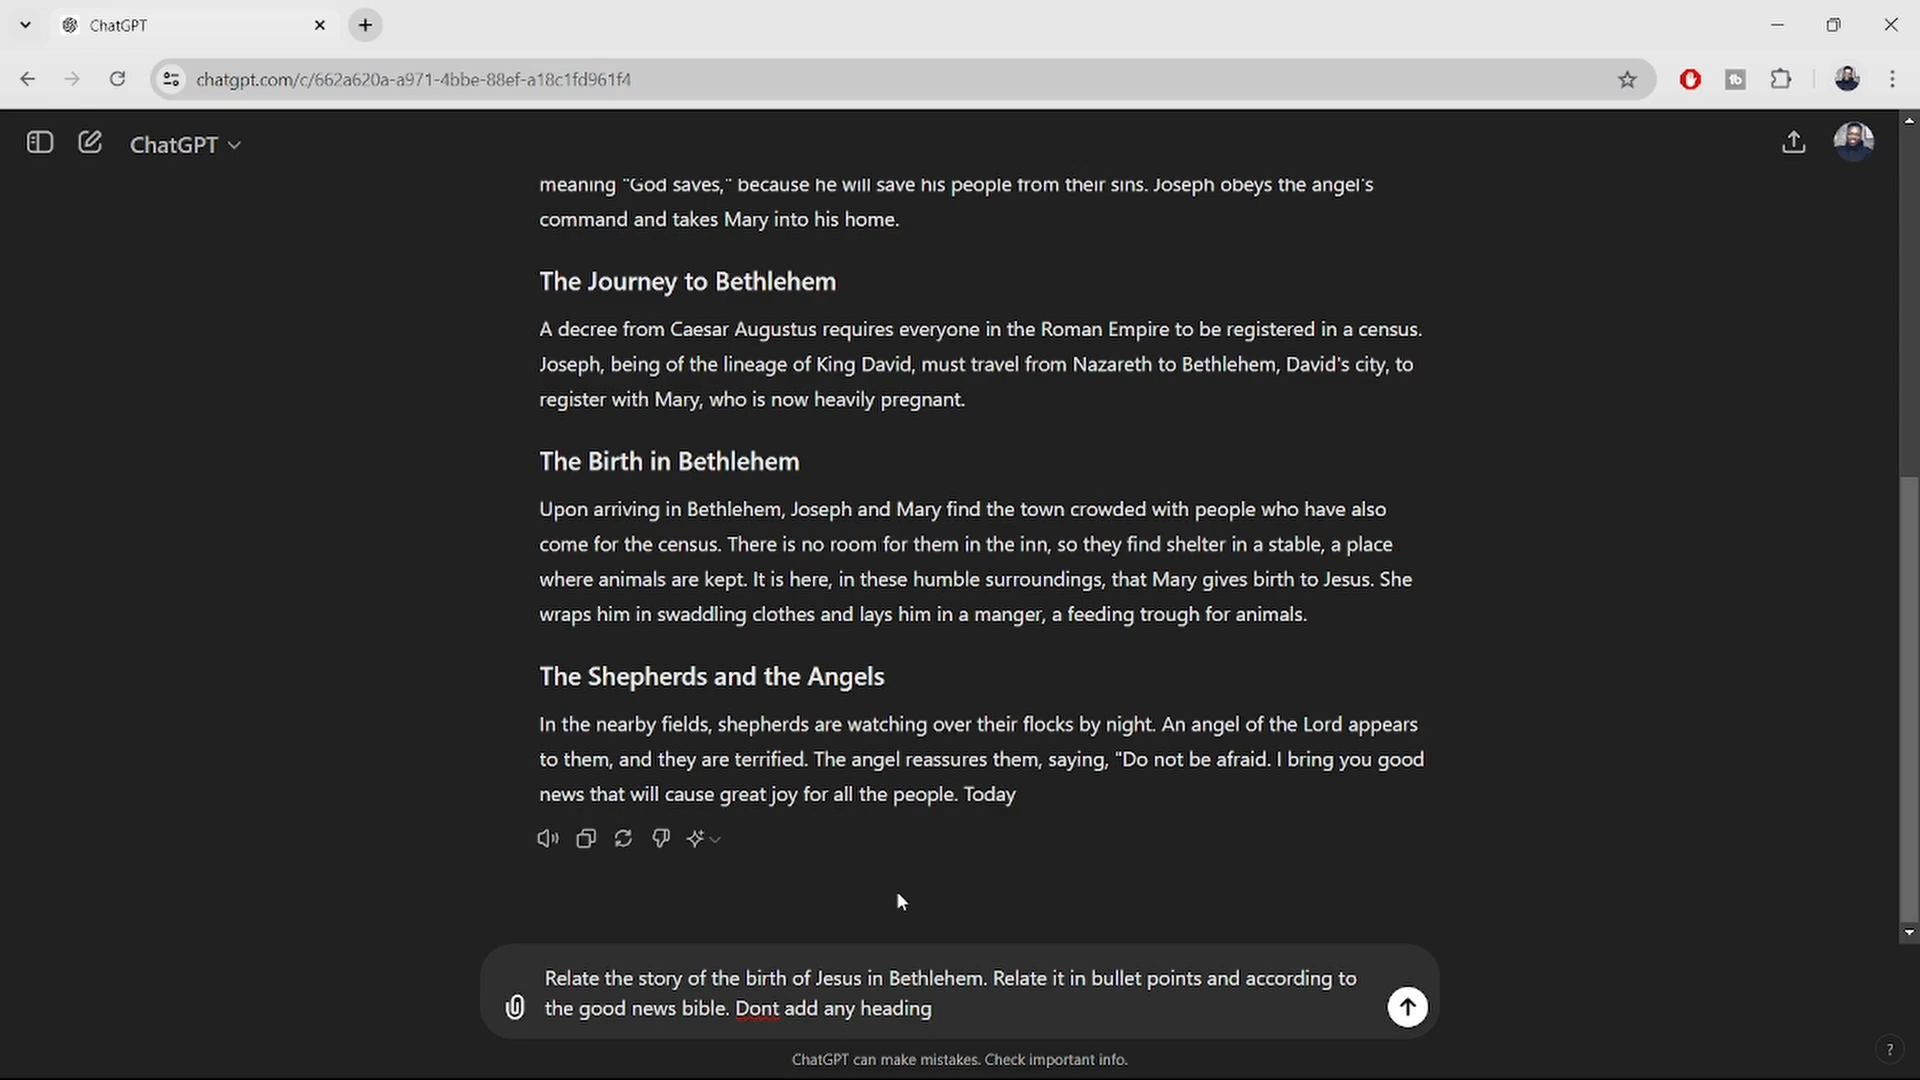 ChatGPT
chatgpt.com/c/662a620a-a971-4bbe-88ef-a18c1fd961f4
ChatGPT
meaning "God saves," because he will save his people from their sins. Joseph obeys the angel's
command and takes Mary into his home.
The Journey to Bethlehem
A decree from Caesar Augustus requires everyone in the Roman Empire to be registered in a census.
Joseph, being of the lineage of King David, must travel from Nazareth to Bethlehem, David's city, to
register with Mary, who is now heavily pregnant.
The Birth in Bethlehem
Upon arriving in Bethlehem, Joseph and Mary find the town crowded with people who have also
come for the census. There is no room for them in the inn, so they find shelter in a stable, a place
where animals are kept. It is here, in these humble surroundings, that Mary gives birth to Jesus. She
wraps him in swaddling clothes and lays him in a manger, a feeding trough for animals.
The Shepherds and the Angels
In the nearby fields, shepherds are watching over their flocks by night. An angel of the Lord appears
to them, and they are terrified. The angel reassures them, saying, "Do not be afraid. I bring you good
news that will cause great joy for all the people. Today
Relate the story of the birth of Jesus in Bethlehem. Relate it in bullet points and according to
the good news bible. Dont add any heading
ChatGPT can make mistakes. Check important info.
?